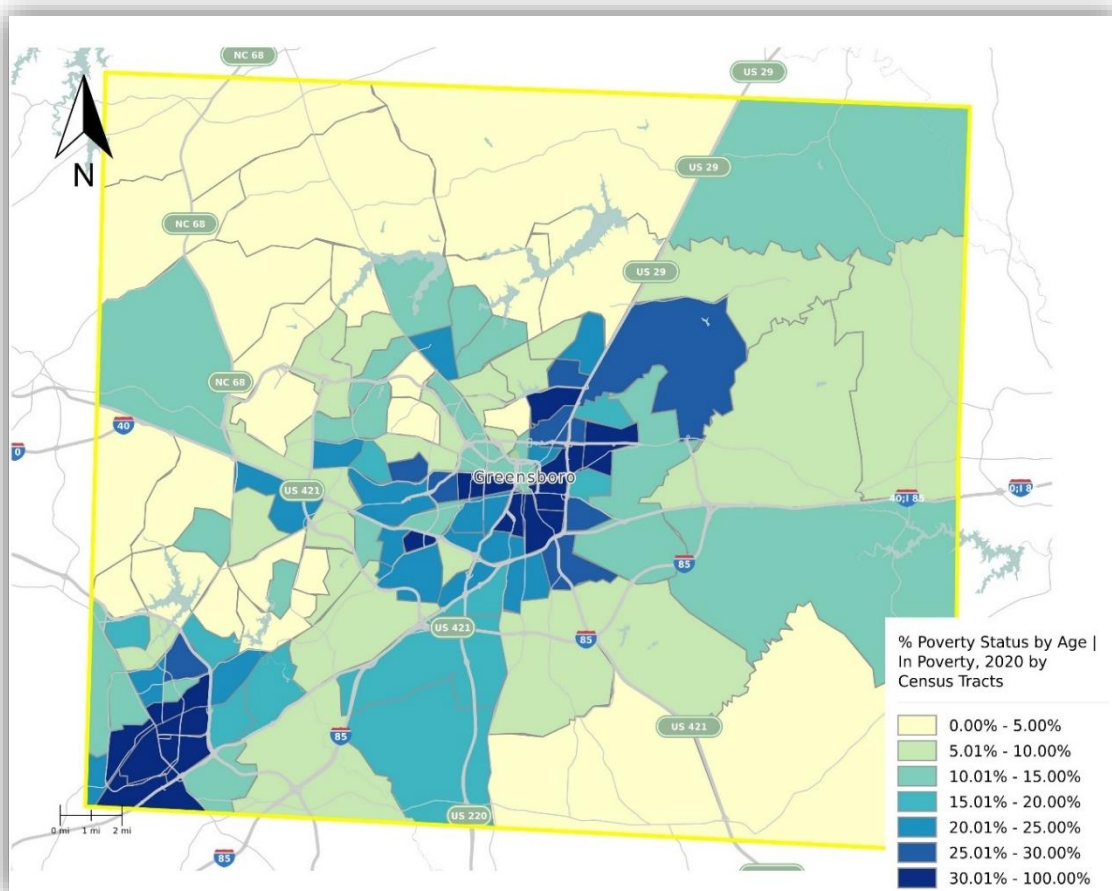 NC 68
US 29
N
US 29
NC 68
US 29
NC 68
40
0
US 421
Greensboro
40;I 85
0;I 8
85
US 421
85
% Poverty Status by Age |
In Poverty, 2020 by
Census Tracts
US 421
0.00% - 5.00%
5.01% - 10.00%
85
10.01% - 15.00%
15.01% - 20.00%
US 220
0 mi 1 mi 2 mi
20.01% - 25.00%
25.01% - 30.00%
85
30.01% - 100.00%